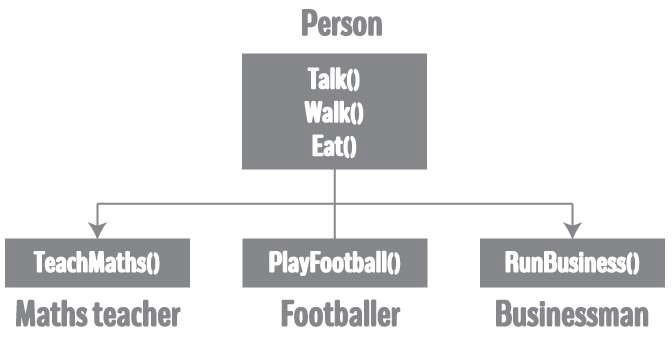 Person
Talk()
Walk()
Eat()
TeachMaths()
PlayFootball()
RunBusiness()
Maths teacher
Footballer
Businessman